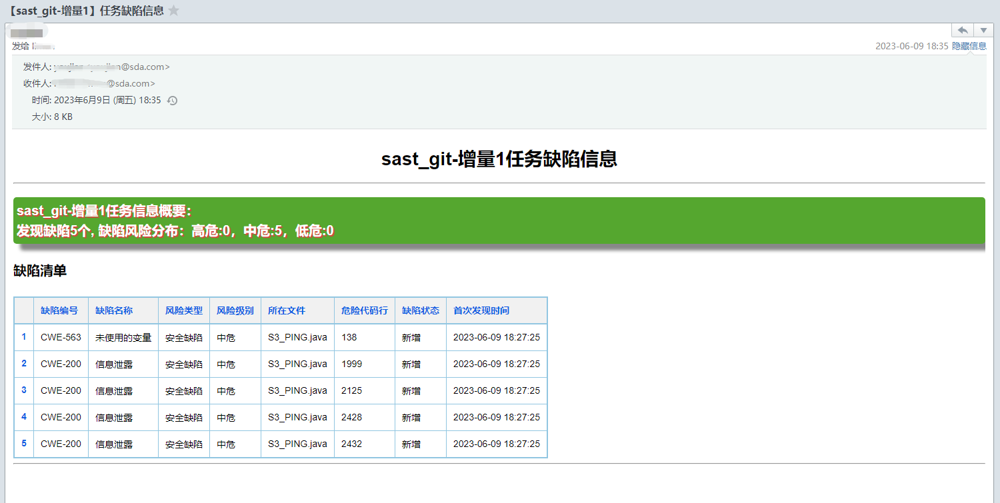 【sast_git-增量1】任务缺陷信息
发给
2023-06-09 18:35 隐藏信息
发件人: @sda.com>
收件人: @sda.com>
时间: 2023年6月9日 (周五) 18:35
大小: 8 KB
sast_git-增量1任务缺陷信息
sast_git-增量1任务信息概要：
发现缺陷5个, 缺陷风险分布：高危:0，中危:5，低危:0
缺陷清单
缺陷编号 缺陷名称 风险类型 风险级别 所在文件 危险代码行 缺陷状态 首次发现时间
1 CWE-563 未使用的变量 安全缺陷 中危 S3_PING.java 138 新增 2023-06-09 18:27:25
2 CWE-200 信息泄露 安全缺陷 中危 S3_PING.java 1999 新增 2023-06-09 18:27:25
3 CWE-200 信息泄露 安全缺陷 中危 S3_PING.java 2125 新增 2023-06-09 18:27:25
4 CWE-200 信息泄露 安全缺陷 中危 S3_PING.java 2428 新增 2023-06-09 18:27:25
5 CWE-200 信息泄露 安全缺陷 中危 S3_PING.java 2432 新增 2023-06-09 18:27:25